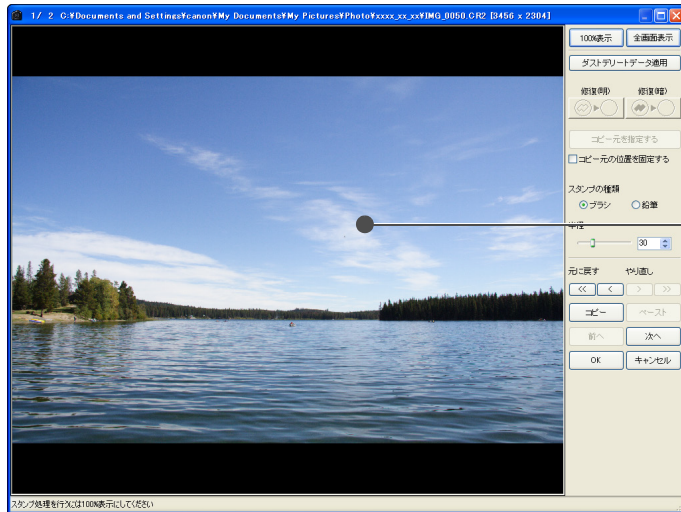 1/ 2 C:¥Documents and Settings¥canon¥My Documents¥My Pictures¥Photo¥xxxx_xx_xx¥IMG_0050.CR2 [3456 x 2304]
100%表示 全画面表示
ダストデリートデータ適用
修復(明) 修復(暗)
コピー元を指定する
コピー元の位置を固定する
スタンプの種類
ブラシ 鉛筆
半径
30
元に戻す やり直し
<< < > >>
コピー ペースト
前へ 次へ
OK キャンセル
スタンプ処理を行うには100%表示にしてください